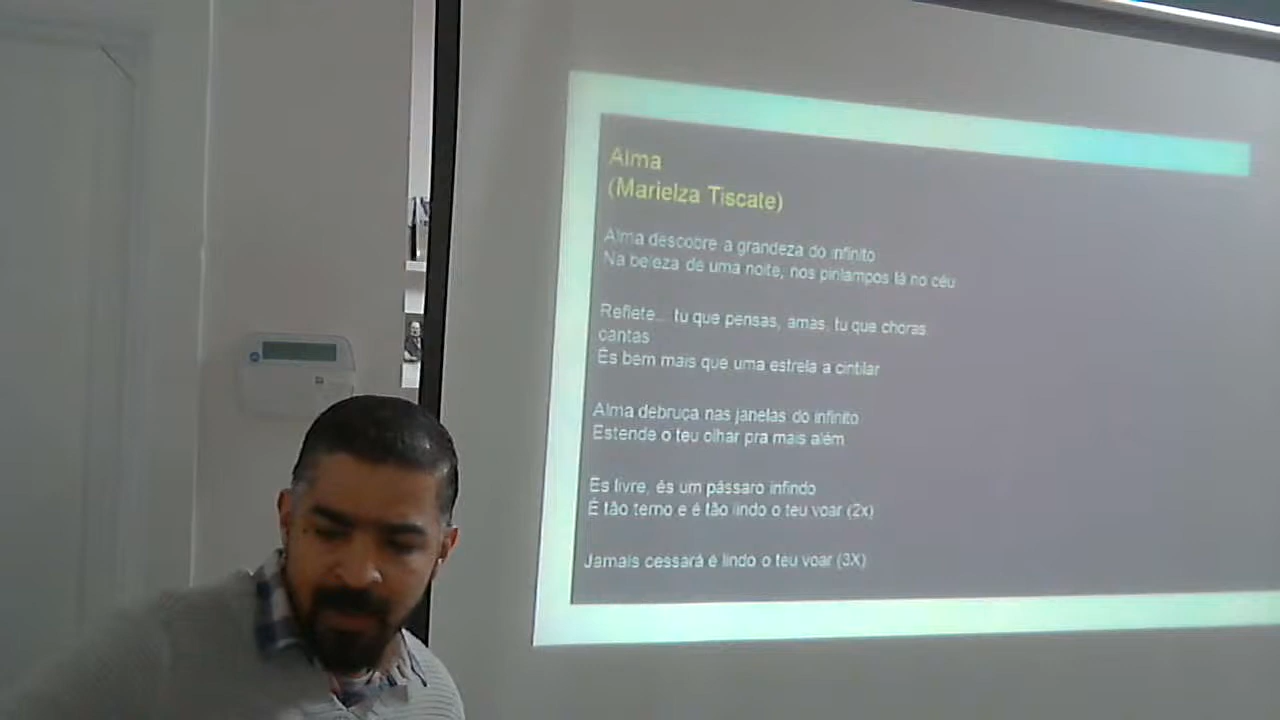 Alma
(Marielza Tiscate)
Alma descobre a grandeza do infinito
Na beleza de uma noite, nos pirilampos lá no céu
Reflete... tu que pensas, amas, tu que choras
cantas
És bem mais que uma estrela a cintilar
Alma debruça nas janelas do infinito
Estende o teu olhar pra mais além
És livre, és um pássaro infindo
É tão terno e é tão lindo o teu voar (2x)
Jamais cessará é lindo o teu voar (3X)